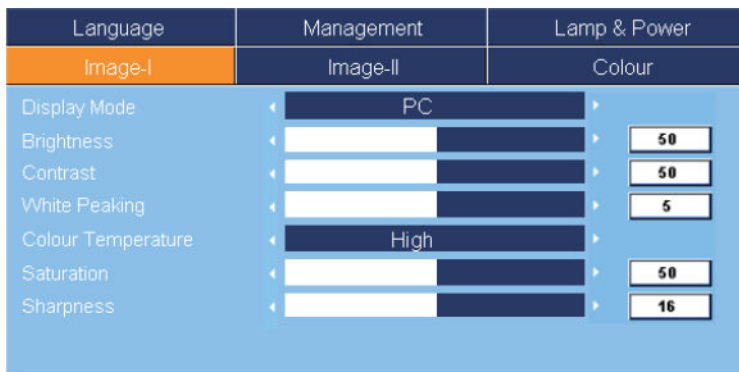 Language Management Lamp & Power
Image-I Image-II Colour
Display Mode PC
Brightness 50
Contrast 50
White Peaking 5
Colour Temperature High
Saturation 50
Sharpness 16